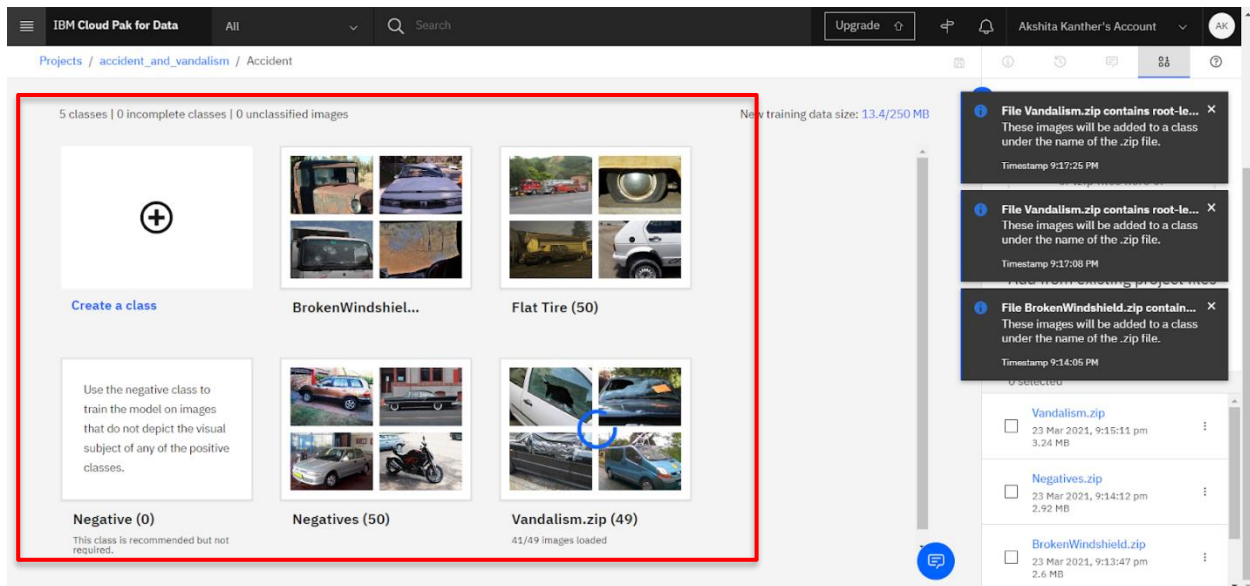 IBM Cloud Pak for Data
All
Search
Upgrade
Akshita Kanther's Account
AK
Projects / accident_and_vandalism / Accident
5 classes | 0 incomplete classes | 0 unclassified images
New training data size: 13.4/250 MB
Create a class
BrokenWindshiel...
Flat Tire (50)
Use the negative class to
train the model on images
that do not depict the visual
subject of any of the positive
classes.
Negative (0)
This class is recommended but not
required.
Negatives (50)
Vandalism.zip (49)
41/49 images loaded
File Vandalism.zip contains root-le...
These images will be added to a class
under the name of the .zip file.
Timestamp 9:17:25 PM
File Vandalism.zip contains root-le...
These images will be added to a class
under the name of the .zip file.
Timestamp 9:17:08 PM
Add from existing project files
File BrokenWindshield.zip contain...
These images will be added to a class
under the name of the .zip file.
Timestamp 9:14:05 PM
0 selected
Vandalism.zip
23 Mar 2021, 9:15:11 pm
3.24 MB
Negatives.zip
23 Mar 2021, 9:14:12 pm
2.92 MB
BrokenWindshield.zip
23 Mar 2021, 9:13:47 pm
2.6 MB